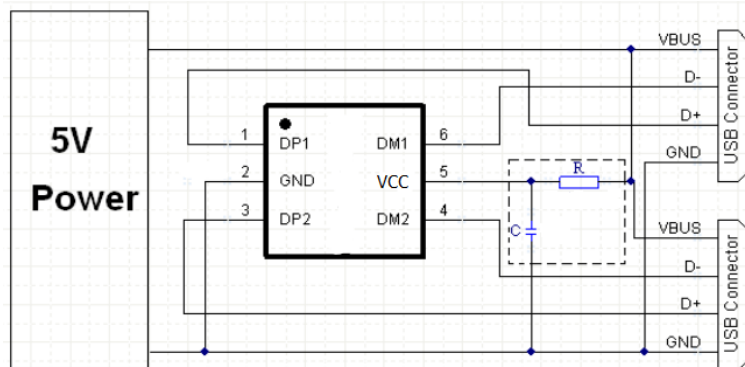 5V
Power
1
DP1
2
GND
3
DP2
DM1
6
VCC
5
DM2
4
R
C
VBUS
D-
D+
GND
USB Connector
VBUS
D-
D+
GND
USB Connector